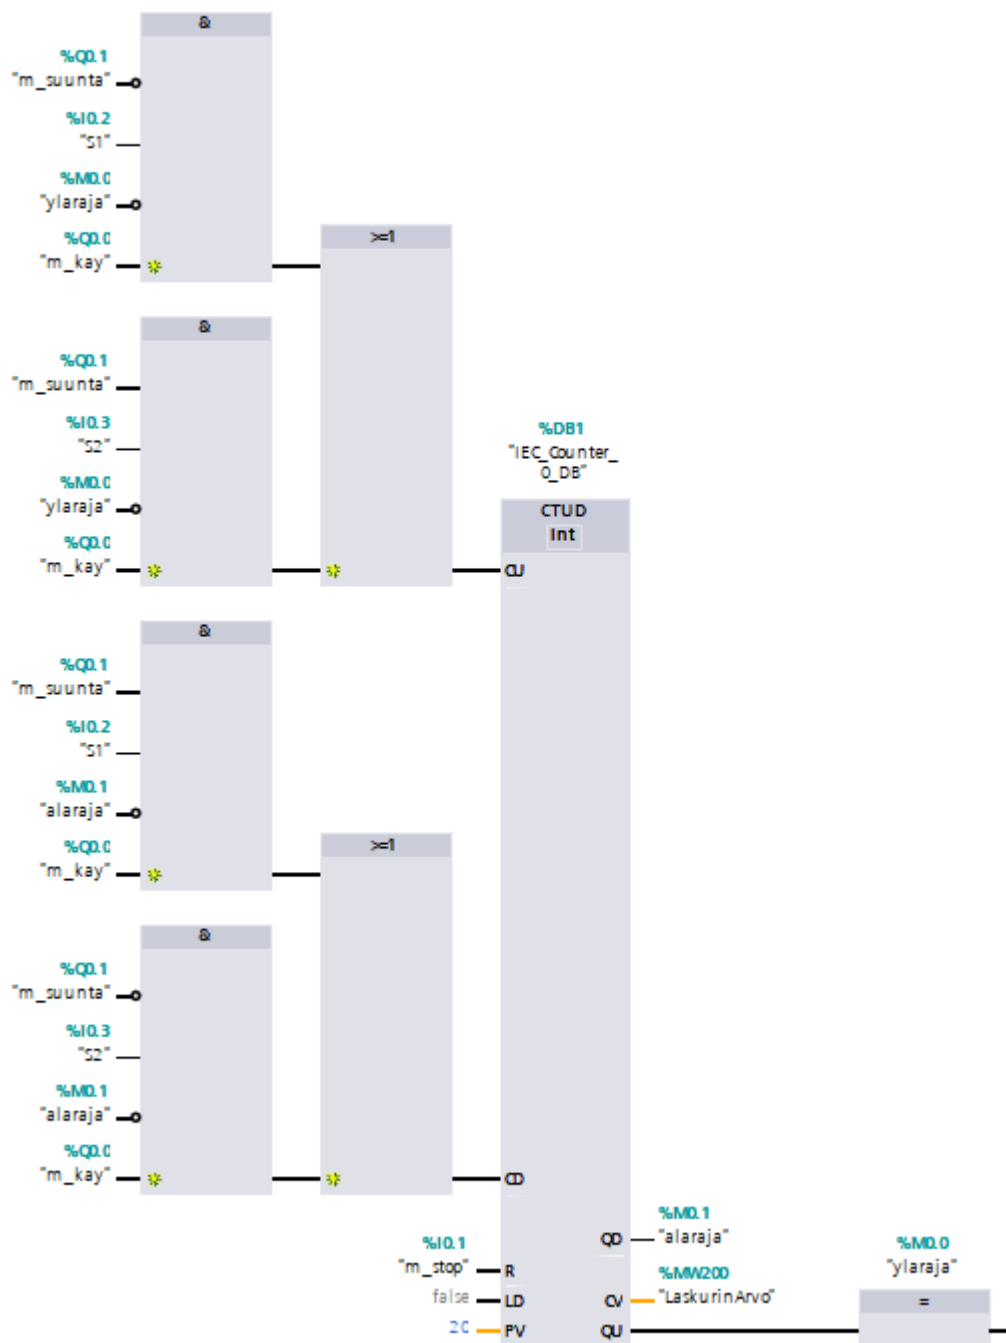 &
%Q0.1
"m_suunta"
%I0.2
"S1"
%M0.0
"ylaraja"
%Q0.0
"m_kay"
>=1
&
%Q0.1
"m_suunta"
%I0.3
"S2"
%M0.0
"ylaraja"
%Q0.0
"m_kay"
%DB1
"IEC_Counter_
0_DB"
CTUD
Int
CU
&
%Q0.1
"m_suunta"
%I0.2
"S1"
%M0.1
"alaraja"
%Q0.0
"m_kay"
>=1
&
%Q0.1
"m_suunta"
%I0.3
"S2"
%M0.1
"alaraja"
%Q0.0
"m_kay"
CD
%M0.1
QD "alaraja"
%I0.1
"m_stop" R
%MW200
false LD
CV "LaskurinArvo"
20 PV
QU
%M0.0
"ylaraja"
=